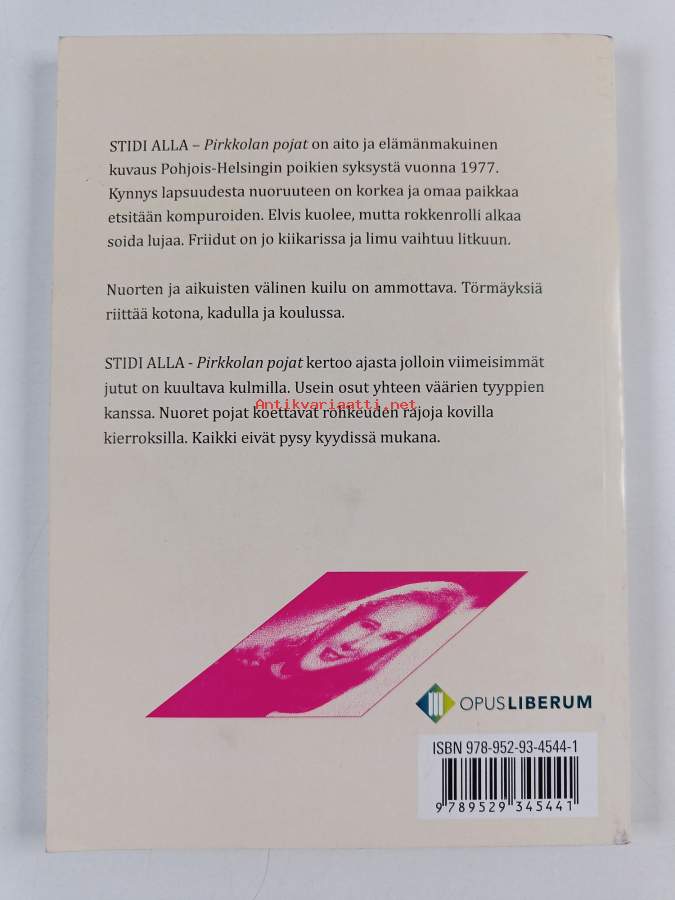 STIDI ALLA – Pirkkolan pojat on aito ja elämänmakuinen
kuvaus Pohjois-Helsingin poikien syksystä vuonna 1977.
Kynnys lapsuudesta nuoruuteen on korkea ja omaa paikkaa
etsitään kompuroiden. Elvis kuolee, mutta rokkenrolli alkaa
soida lujaa. Friidut on jo kiikarissa ja limu vaihtuu litkuun.
Nuorten ja aikuisten välinen kuilu on ammottava. Törmäyksiä
riittää kotona, kadulla ja koulussa.
STIDI ALLA - Pirkkolan pojat kertoo ajasta jolloin viimeisimmät
jutut on kuultava kulmilla. Usein osut yhteen väärien tyyppien
Antikvariaatti.net
kanssa. Nuoret pojat koettavat rohkeuden rajoja kovilla
kierroksilla. Kaikki eivät pysy kyydissä mukana.
OPUS LIBERUM
ISBN 978-952-93-4544-1
9 789529 345441